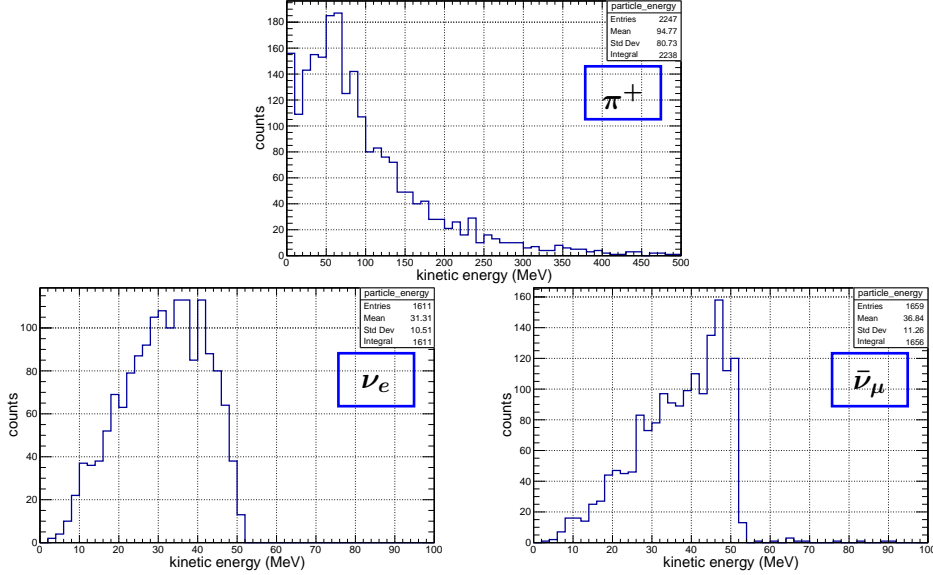 counts
180
160
140
120
100
80
60
40
20
0
0 50 100 150 200 250 300 350 400 450 500
kinetic energy (MeV)
particle_energy
Entries 2247
Mean 94.77
Std Dev 80.73
Integral 2238
π+
counts
100
80
60
40
20
0
0 10 20 30 40 50 60 70 80 90 100
kinetic energy (MeV)
particle_energy
Entries 1611
Mean 31.31
Std Dev 10.51
Integral 1611
νe
counts
160
140
120
100
80
60
40
20
0
0 10 20 30 40 50 60 70 80 90 100
kinetic energy (MeV)
particle_energy
Entries 1659
Mean 36.84
Std Dev 11.26
Integral 1656
ν̄μ